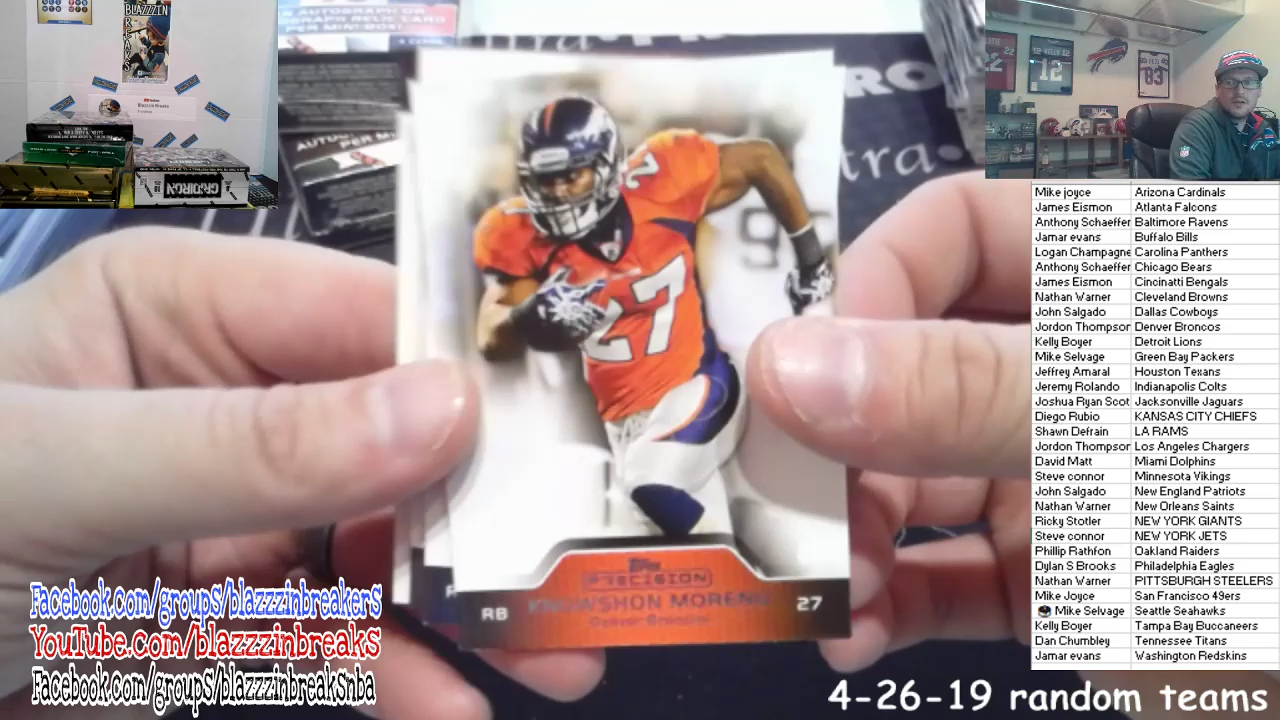 BLAZZZIN
BREAKS
GRIDIRON
AUTOGRAPH RELIC CARD
PER MINI BOX!
12 KELLY 12
83
27
TOPPS
PRECISION
RB KNOWSHON MORENO 27
Denver Broncos
Mike joyce Arizona Cardinals
James Eismon Atlanta Falcons
Anthony Schaeffer Baltimore Ravens
Jamar evans Buffalo Bills
Logan Champagne Carolina Panthers
Anthony Schaeffer Chicago Bears
James Eismon Cincinatti Bengals
Nathan Warner Cleveland Browns
John Salgado Dallas Cowboys
Jordon Thompson Denver Broncos
Kelly Boyer Detroit Lions
Mike Selvage Green Bay Packers
Jeffrey Amaral Houston Texans
Jeremy Rolando Indianapolis Colts
Joshua Ryan Scot Jacksonville Jaguars
Diego Rubio KANSAS CITY CHIEFS
Shawn Defrain LA RAMS
Jordon Thompson Los Angeles Chargers
David Matt Miami Dolphins
Steve connor Minnesota Vikings
John Salgado New England Patriots
Nathan Warner New Orleans Saints
Ricky Stotler NEW YORK GIANTS
Steve connor NEW YORK JETS
Phillip Rathfon Oakland Raiders
Dylan S Brooks Philadelphia Eagles
Nathan Warner PITTSBURGH STEELERS
Mike Joyce San Francisco 49ers
Mike Selvage Seattle Seahawks
Kelly Boyer Tampa Bay Buccaneers
Dan Chumbley Tennessee Titans
Jamar evans Washington Redskins
Facebook.com/groups/blazzzinbreakers
YouTube.com/blazzzinbreaks
Facebook.com/groups/blazzzinbreaksnba
4-26-19 random teams